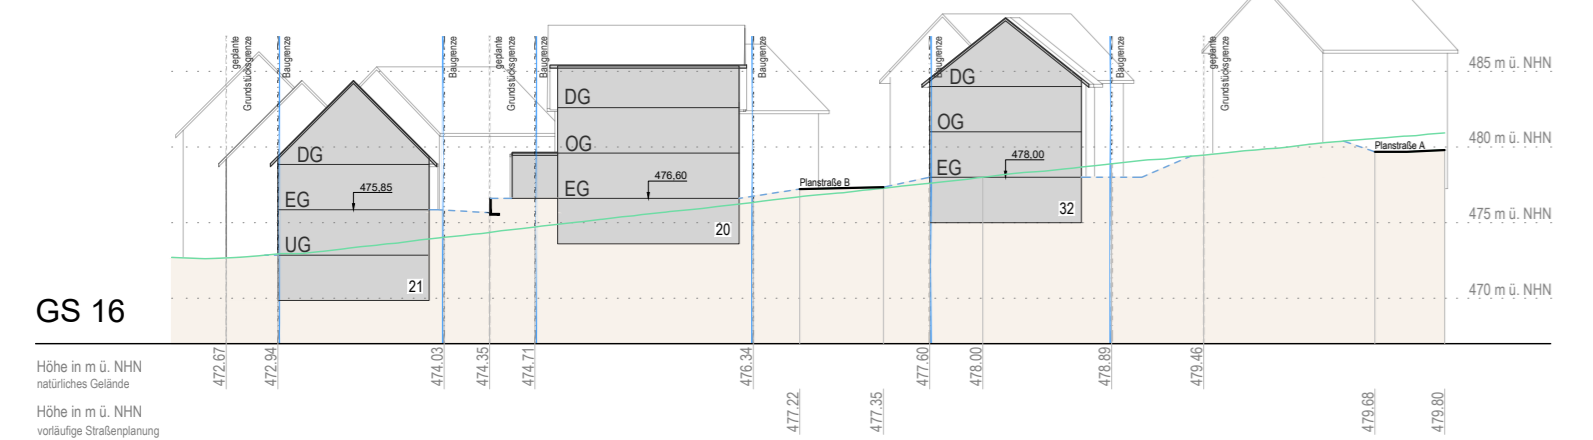 geplante
Grundstücksgrenze
Baugrenze
Baugrenze
geplante
Grundstücksgrenze
Baugrenze
Baugrenze
Baugrenze
Baugrenze
geplante
Grundstücksgrenze
485 m ü. NHN
480 m ü. NHN
475 m ü. NHN
470 m ü. NHN
DG
EG
475,85
UG
21
DG
OG
EG
476,60
20
Planstraße B
DG
OG
EG
478,00
32
Planstraße A
GS 16
Höhe in m ü. NHN
natürliches Gelände
472.67
472.94
474.03
474.35
474.71
476.34
477.60
478.00
478.89
479.46
Höhe in m ü. NHN
vorläufige Straßenplanung
477.22
477.35
479.68
479.80